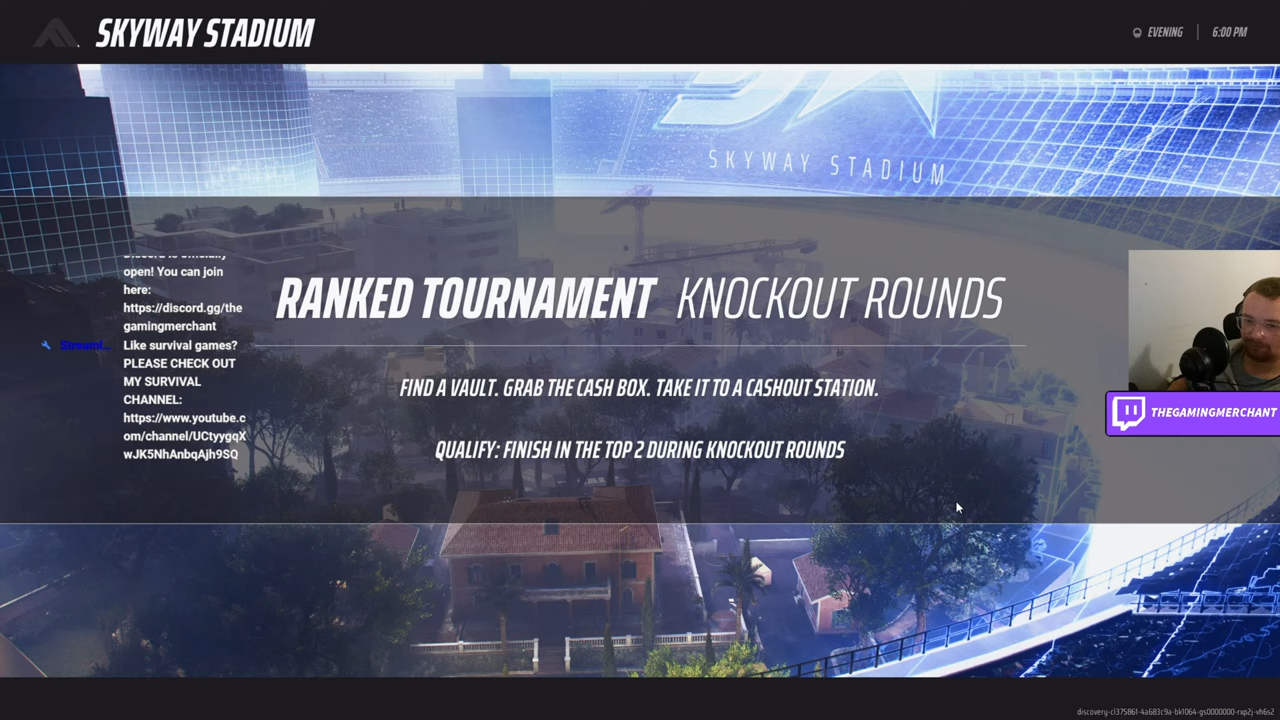 SKYWAY STADIUM
EVENING
6:00 PM
SKYWAY STADIUM
open! You can join
here:
https://discord.gg/the
gamingmerchant
Streaml...
Like survival games?
PLEASE CHECK OUT
MY SURVIVAL
CHANNEL:
https://www.youtube.c
om/channel/UCtyygqX
wJK5NhAnbqAjh9SQ
RANKED TOURNAMENT KNOCKOUT ROUNDS
FIND A VAULT. GRAB THE CASH BOX. TAKE IT TO A CASHOUT STATION.
QUALIFY: FINISH IN THE TOP 2 DURING KNOCKOUT ROUNDS
THEGAMINGMERCHANT